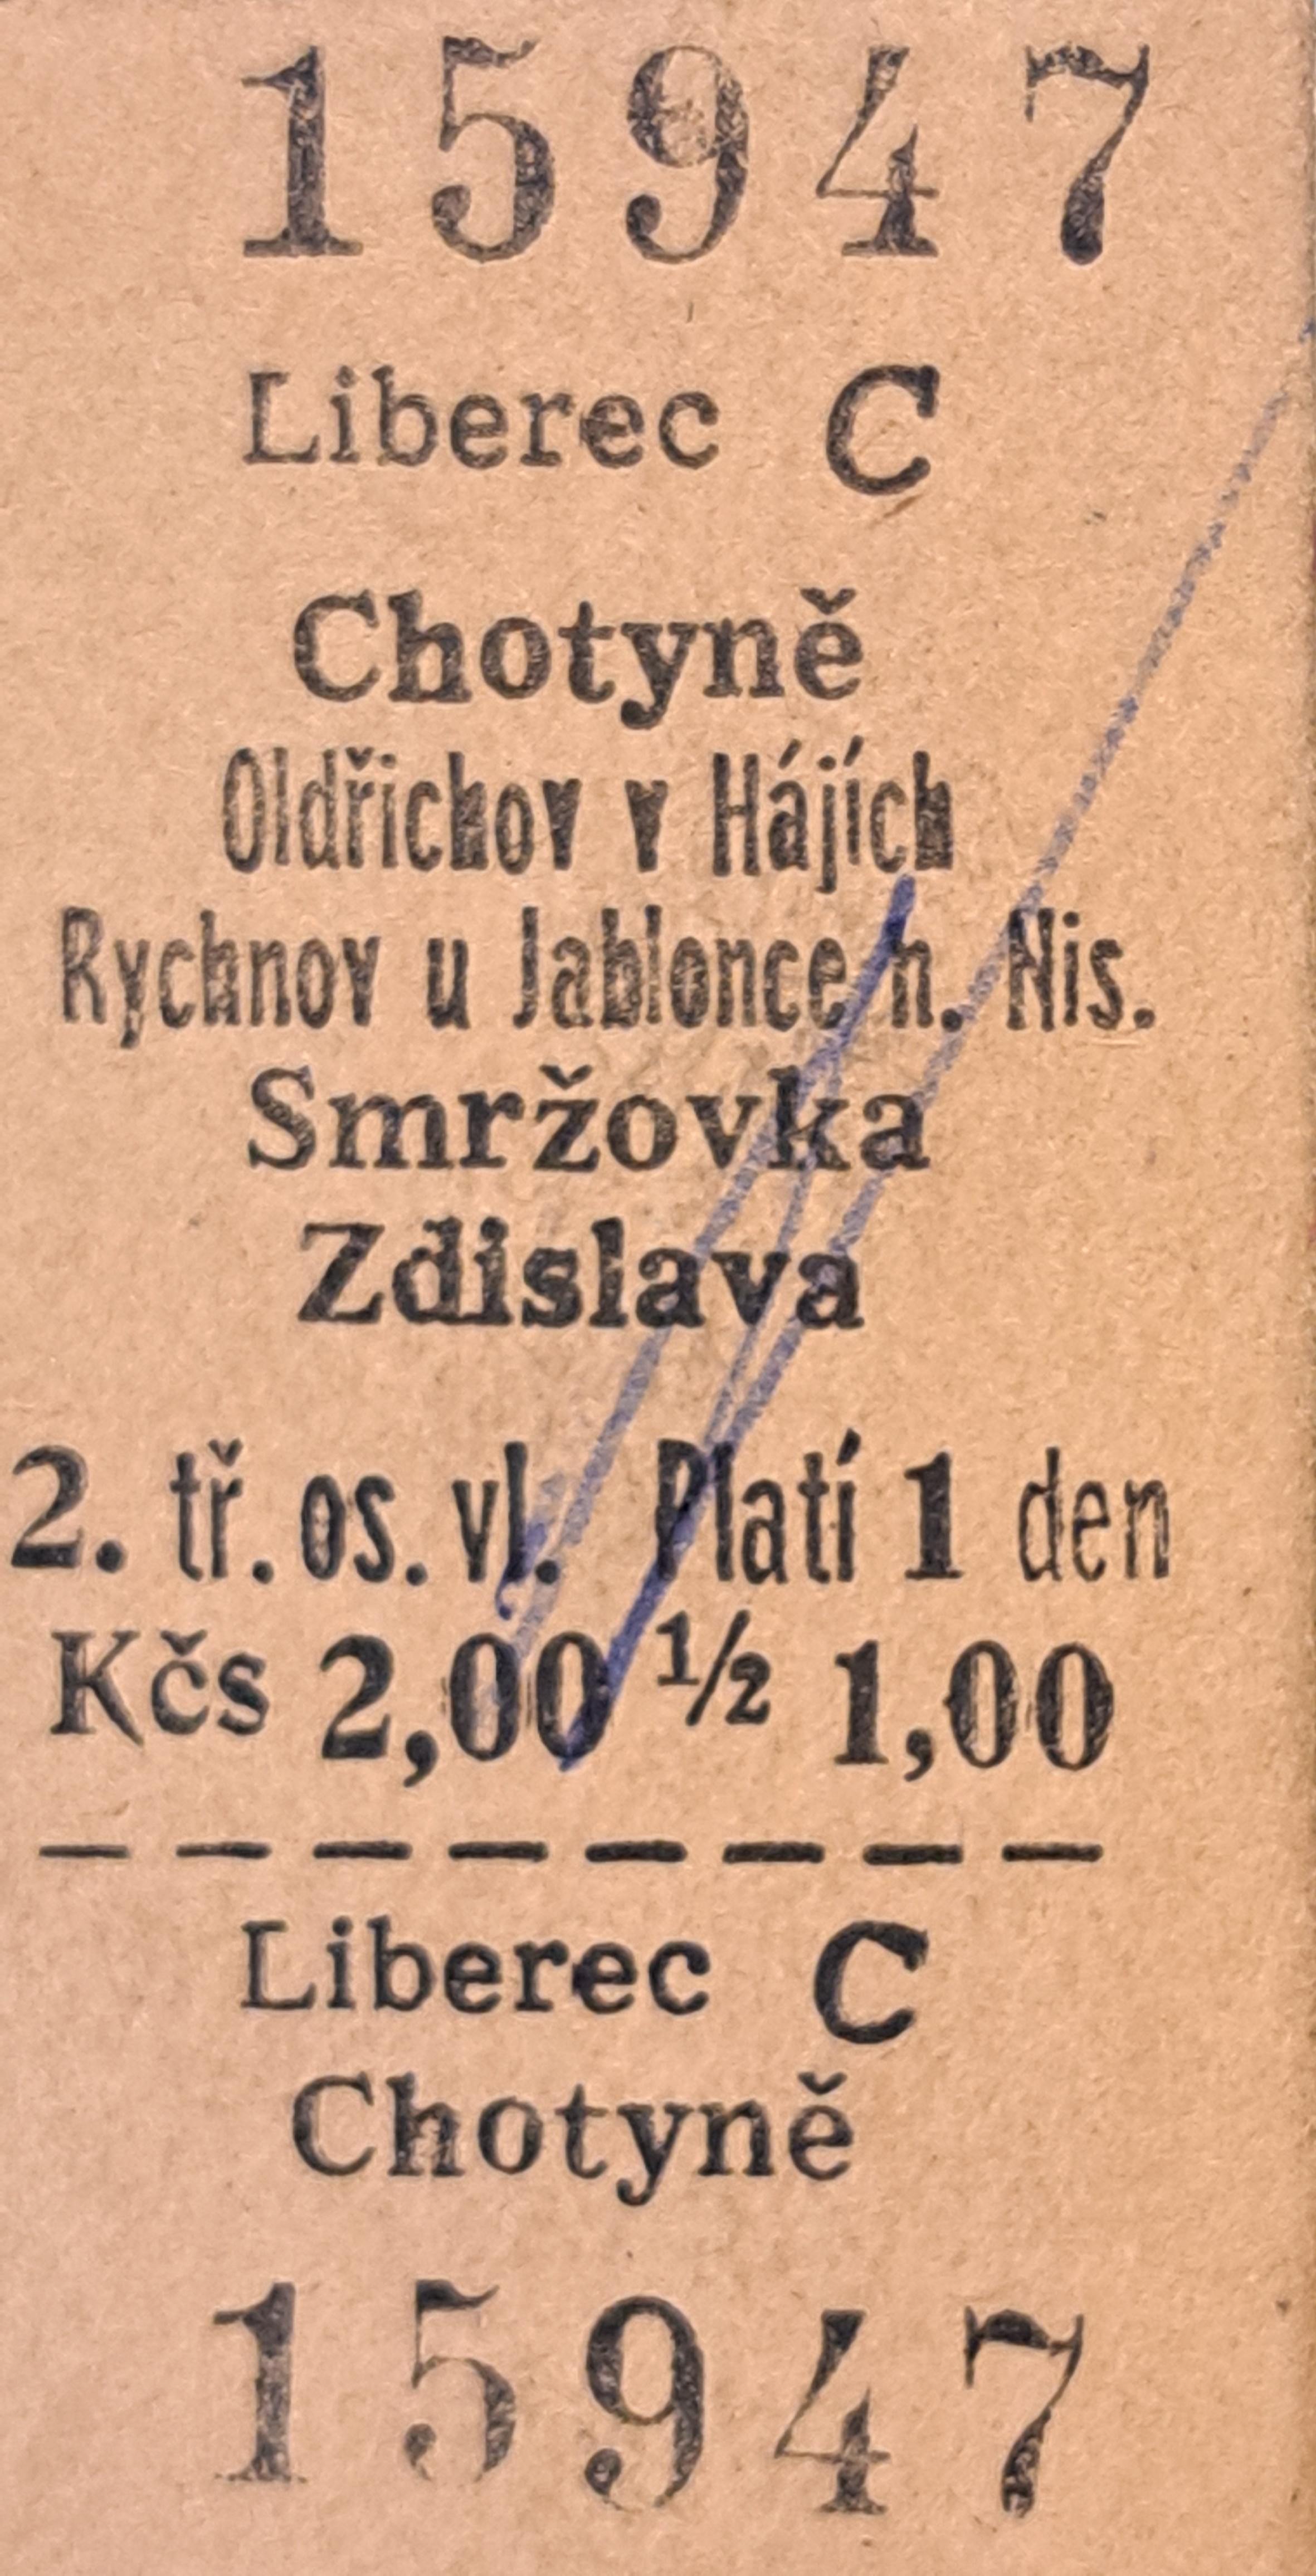 15947
Liberec C
Chotyně
Oldřichov v Hájích
Rychnov u Jablonce n. Nis.
Smržovka
Zdislava
2. tř. os. vl. Platí 1 den
Kčs 2,00 ½ 1,00
Liberec C
Chotyně
15947